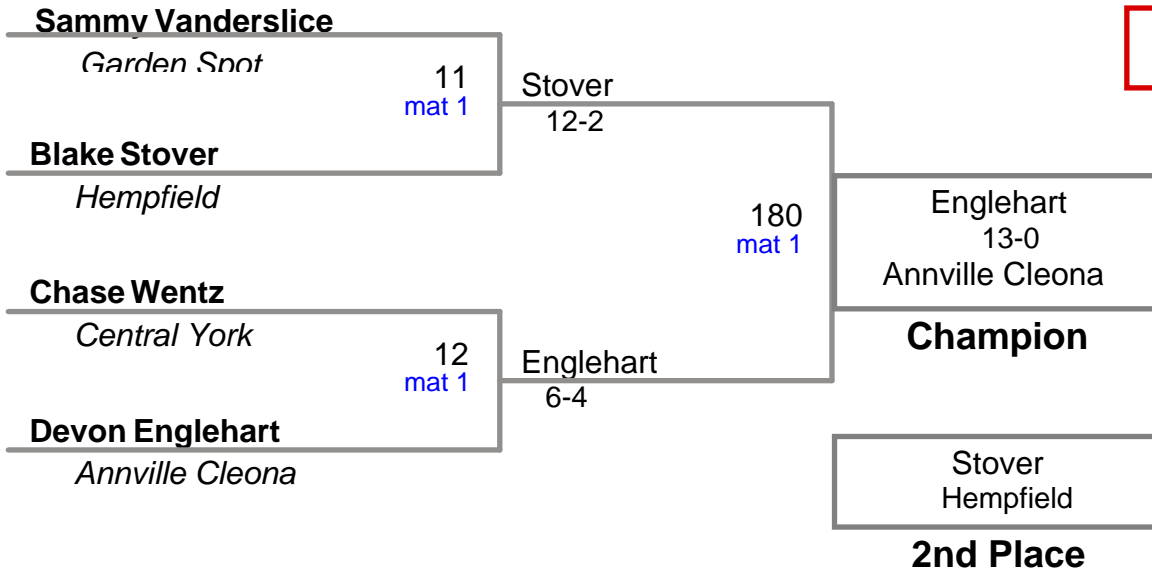 Sammy Vanderslice
Garden Spot
11
mat 1
Stover
12-2
Blake Stover
Hempfield
180
mat 1
Englehart
13-0
Annville Cleona
Champion
Chase Wentz
Central York
12
mat 1
Englehart
6-4
Devon Englehart
Annville Cleona
Stover
Hempfield
2nd Place